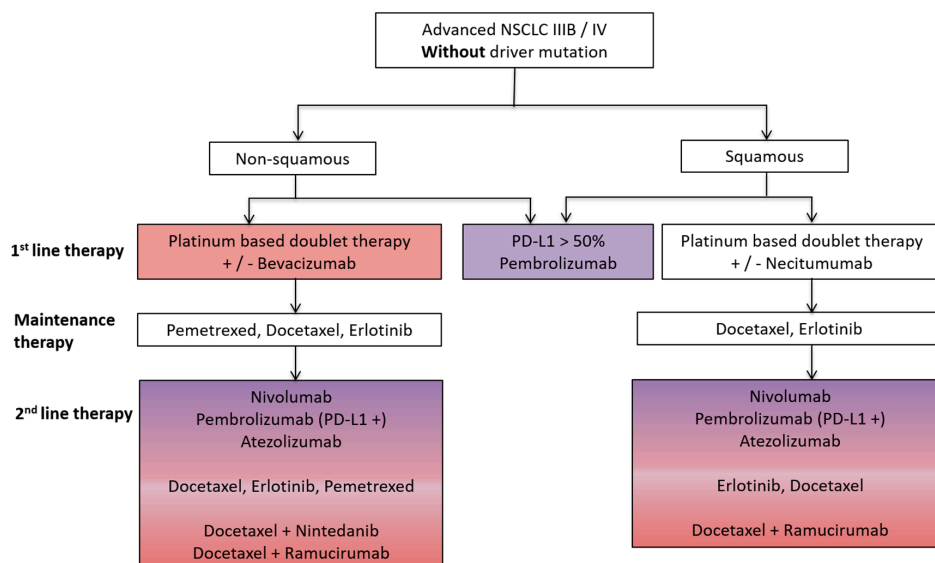 Advanced NSCLC IIIB / IV
Without driver mutation
Non-squamous
Squamous
1st line therapy
Platinum based doublet therapy
+ / - Bevacizumab
PD-L1 > 50%
Pembrolizumab
Platinum based doublet therapy
+ / - Necitumumab
Maintenance
therapy
Pemetrexed, Docetaxel, Erlotinib
Docetaxel, Erlotinib
2nd line therapy
Nivolumab
Pembrolizumab (PD-L1 +)
Atezolizumab
Docetaxel, Erlotinib, Pemetrexed
Docetaxel + Nintedanib
Docetaxel + Ramucirumab
Nivolumab
Pembrolizumab (PD-L1 +)
Atezolizumab
Erlotinib, Docetaxel
Docetaxel + Ramucirumab